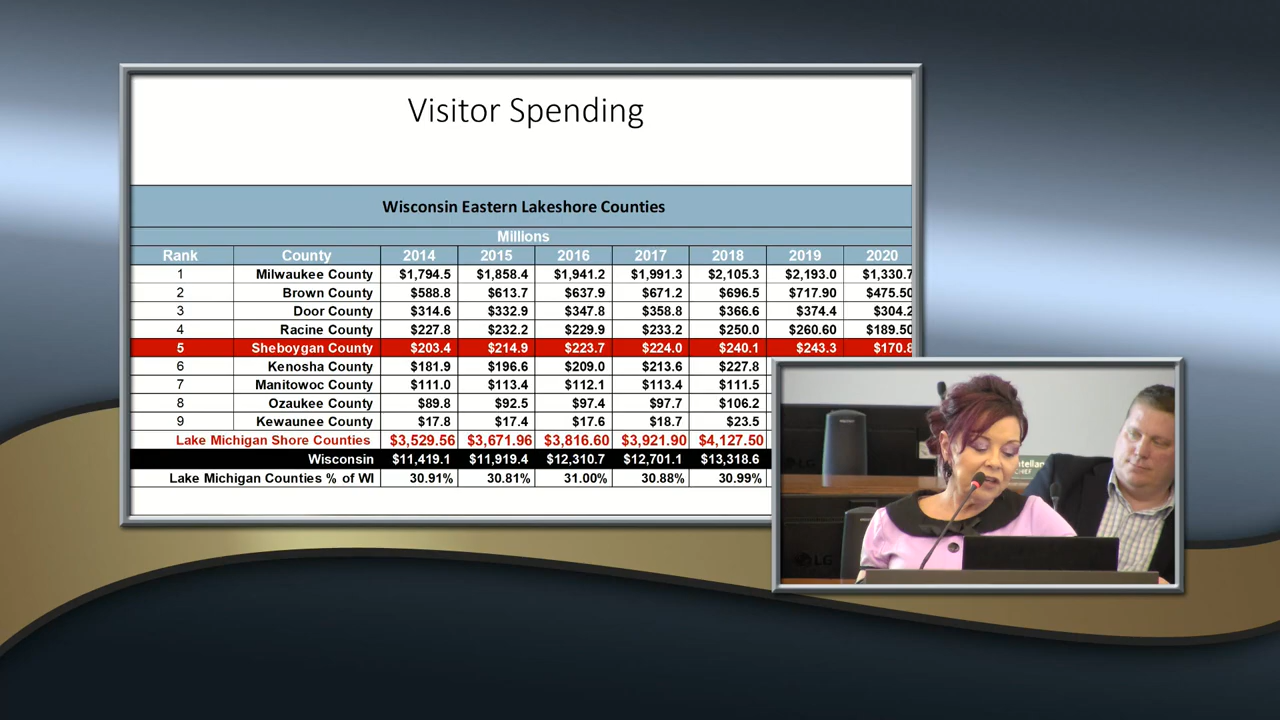 Visitor Spending
Wisconsin Eastern Lakeshore Counties
Millions
Rank County 2014 2015 2016 2017 2018 2019 2020
1 Milwaukee County $1,794.5 $1,858.4 $1,941.2 $1,991.3 $2,105.3 $2,193.0 $1,330.7
2 Brown County $588.8 $613.7 $637.9 $671.2 $696.5 $717.90 $475.50
3 Door County $314.6 $332.9 $347.8 $358.8 $366.6 $374.4 $304.2
4 Racine County $227.8 $232.2 $229.9 $233.2 $250.0 $260.60 $189.50
5 Sheboygan County $203.4 $214.9 $223.7 $224.0 $240.1 $243.3 $170.8
6 Kenosha County $181.9 $196.6 $209.0 $213.6 $227.8
7 Manitowoc County $111.0 $113.4 $112.1 $113.4 $111.5
8 Ozaukee County $89.8 $92.5 $97.4 $97.7 $106.2
9 Kewaunee County $17.8 $17.4 $17.6 $18.7 $23.5
Lake Michigan Shore Counties $3,529.56 $3,671.96 $3,816.60 $3,921.90 $4,127.50
Wisconsin $11,419.1 $11,919.4 $12,310.7 $12,701.1 $13,318.6
Lake Michigan Counties % of WI 30.91% 30.81% 31.00% 30.88% 30.99%
LG